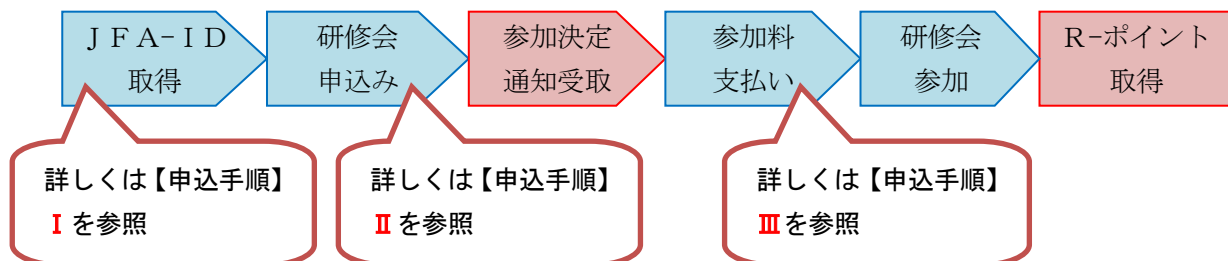 ＪＦＡ-ＩＤ
取得
研修会
申込み
参加決定
通知受取
参加料
支払い
研修会
参加
Ｒ-ポイント
取得
詳しくは【申込手順】
Ⅰを参照
詳しくは【申込手順】
Ⅱを参照
詳しくは【申込手順】
Ⅲを参照